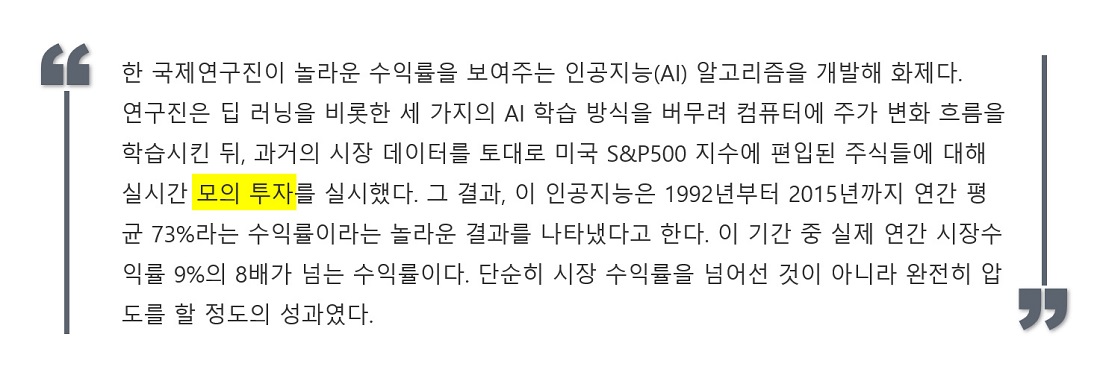 한 국제연구진이 놀라운 수익률을 보여주는 인공지능(AI) 알고리즘을 개발해 화제다.
연구진은 딥 러닝을 비롯한 세 가지의 AI 학습 방식을 버무려 컴퓨터에 주가 변화 흐름을
학습시킨 뒤, 과거의 시장 데이터를 토대로 미국 S&P500 지수에 편입된 주식들에 대해
실시간 모의 투자를 실시했다. 그 결과, 이 인공지능은 1992년부터 2015년까지 연간 평
균 73%라는 수익률이라는 놀라운 결과를 나타냈다고 한다. 이 기간 중 실제 연간 시장수
익률 9%의 8배가 넘는 수익률이다. 단순히 시장 수익률을 넘어선 것이 아니라 완전히 압
도를 할 정도의 성과였다.